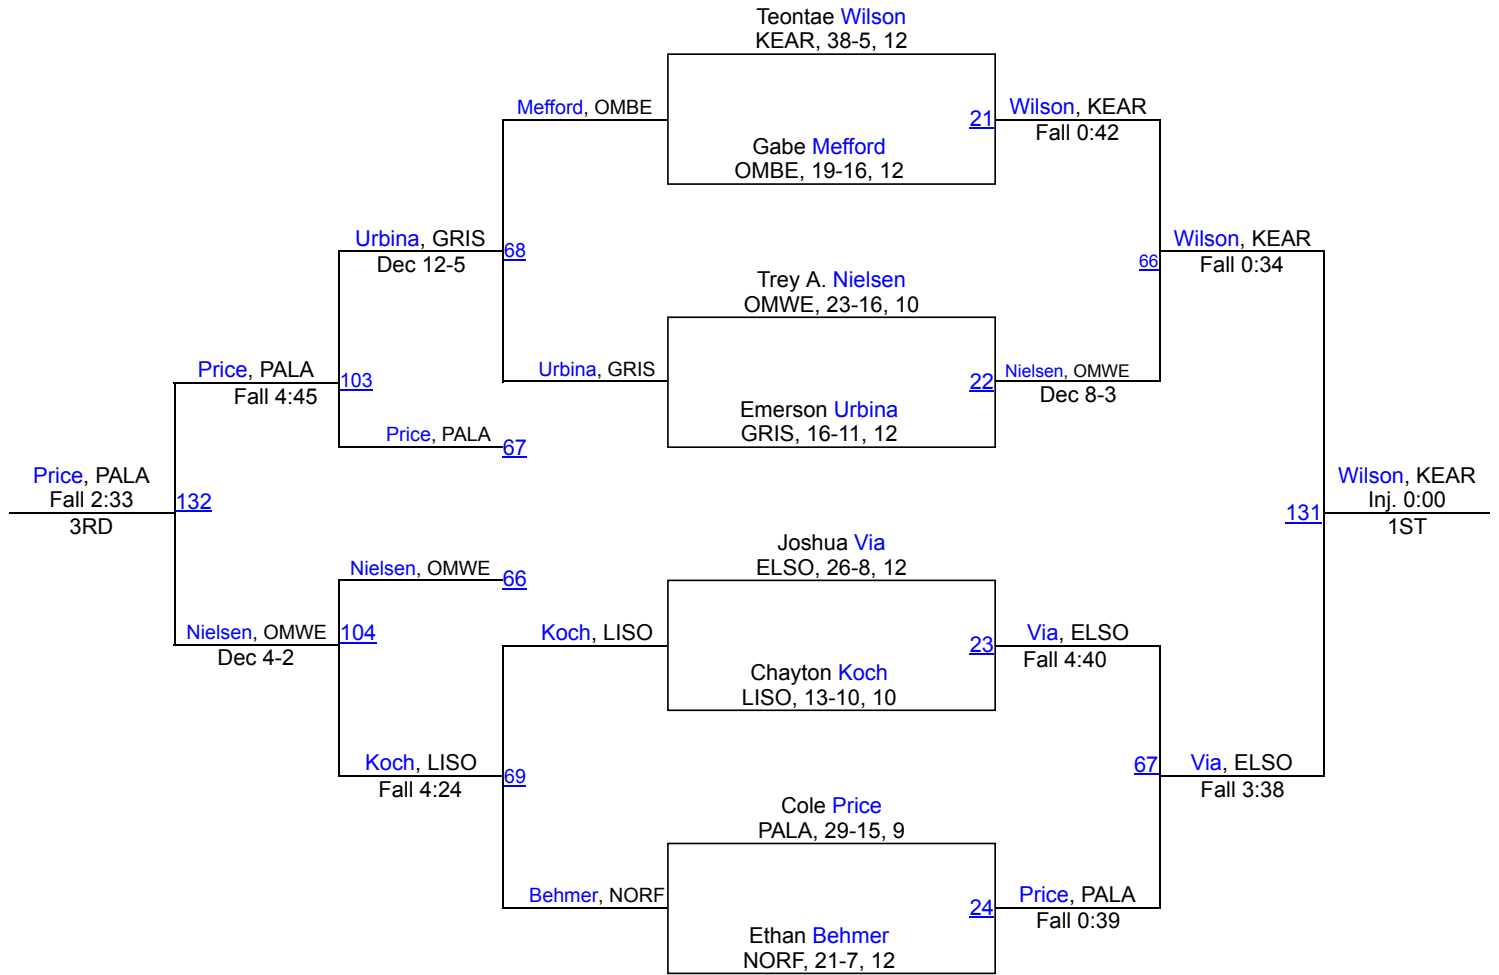 Teontae Wilson
KEAR, 38-5, 12
Mefford, OMBE
21
Wilson, KEAR
Fall 0:42
Gabe Mefford
OMBE, 19-16, 12
Urbina, GRIS
Dec 12-5
68
Wilson, KEAR
Fall 0:34
66
Trey A. Nielsen
OMWE, 23-16, 10
Price, PALA
Fall 4:45
103
Urbina, GRIS
22
Nielsen, OMWE
Dec 8-3
Emerson Urbina
GRIS, 16-11, 12
Price, PALA
67
Price, PALA
Fall 2:33
3RD
132
131
Wilson, KEAR
Inj. 0:00
1ST
Joshua Via
ELSO, 26-8, 12
Nielsen, OMWE
66
Nielsen, OMWE
Dec 4-2
104
Koch, LISO
23
Via, ELSO
Fall 4:40
Chayton Koch
LISO, 13-10, 10
Koch, LISO
Fall 4:24
69
67
Via, ELSO
Fall 3:38
Cole Price
PALA, 29-15, 9
Behmer, NORF
24
Price, PALA
Fall 0:39
Ethan Behmer
NORF, 21-7, 12